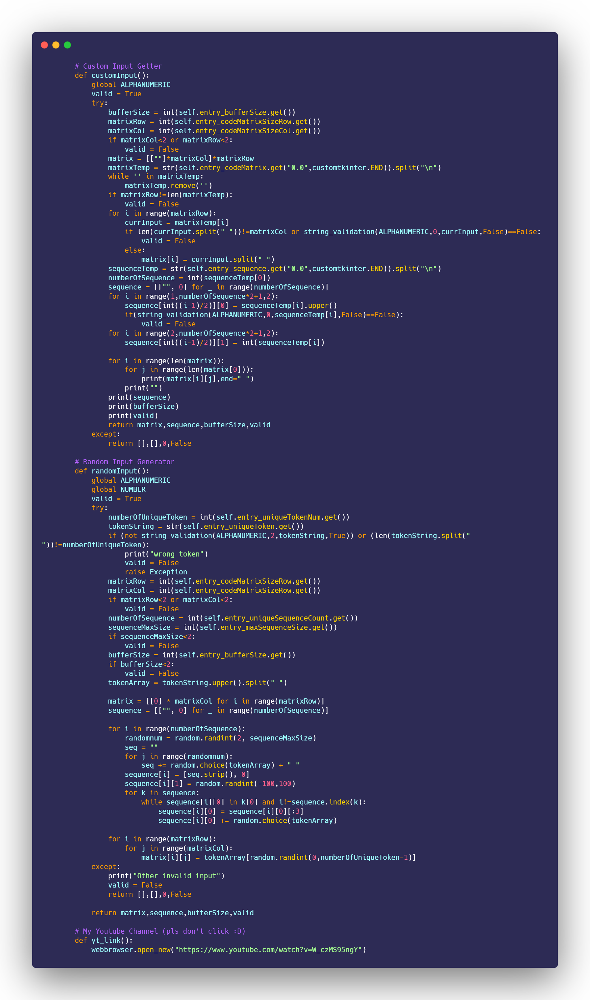 # Custom Input Getter
        def customInput():
            global ALPHANUMERIC
            valid = True
            try:
                bufferSize = int(self.entry_bufferSize.get())
                matrixRow = int(self.entry_codeMatrixSizeRow.get())
                matrixCol = int(self.entry_codeMatrixSizeCol.get())
                if matrixCol<2 or matrixRow<2:
                    valid = False
                matrix = [[""]*matrixCol]*matrixRow
                matrixTemp = str(self.entry_codeMatrix.get("0.0",customtkinter.END)).split("\n")
                while '' in matrixTemp:
                    matrixTemp.remove('')
                if matrixRow!=len(matrixTemp):
                    valid = False
                for i in range(matrixRow):
                    currInput = matrixTemp[i]
                    if len(currInput.split(" "))!=matrixCol or string_validation(ALPHANUMERIC,0,currInput,False)==False:
                        valid = False
                    else:
                        matrix[i] = currInput.split(" ")
                sequenceTemp = str(self.entry_sequence.get("0.0",customtkinter.END)).split("\n")
                numberOfSequence = int(sequenceTemp[0])
                sequence = [["", 0] for _ in range(numberOfSequence)]
                for i in range(1,numberOfSequence*2+1,2):
                    sequence[int((i-1)/2)][0] = sequenceTemp[i].upper()
                    if(string_validation(ALPHANUMERIC,0,sequenceTemp[i],False)==False):
                        valid = False
                for i in range(2,numberOfSequence*2+1,2):
                    sequence[int((i-1)/2)][1] = int(sequenceTemp[i])

                for i in range(len(matrix)):
                    for j in range(len(matrix[0])):
                        print(matrix[i][j],end=" ")
                    print("")
                print(sequence)
                print(bufferSize)
                print(valid)
                return matrix,sequence,bufferSize,valid
            except:
                return [],[],0,False

        # Random Input Generator
        def randomInput():
            global ALPHANUMERIC
            global NUMBER
            valid = True
            try:
                numberOfUniqueToken = int(self.entry_uniqueTokenNum.get())
                tokenString = str(self.entry_uniqueToken.get())
                if (not string_validation(ALPHANUMERIC,2,tokenString,True)) or (len(tokenString.split("
"))!=numberOfUniqueToken):
                    print("wrong token")
                    valid = False
                    raise Exception
                matrixRow = int(self.entry_codeMatrixSizeRow.get())
                matrixCol = int(self.entry_codeMatrixSizeRow.get())
                if matrixRow<2 or matrixCol<2:
                    valid = False
                numberOfSequence = int(self.entry_uniqueSequenceCount.get())
                sequenceMaxSize = int(self.entry_maxSequenceSize.get())
                if sequenceMaxSize<2:
                    valid = False
                bufferSize = int(self.entry_bufferSize.get())
                if bufferSize<2:
                    valid = False
                tokenArray = tokenString.upper().split(" ")

                matrix = [[0] * matrixCol for i in range(matrixRow)]
                sequence = [["", 0] for _ in range(numberOfSequence)]

                for i in range(numberOfSequence):
                    randomnum = random.randint(2, sequenceMaxSize)
                    seq = ""
                    for j in range(randomnum):
                        seq += random.choice(tokenArray) + " "
                    sequence[i] = [seq.strip(), 0]
                    sequence[i][1] = random.randint(-100,100)
                    for k in sequence:
                        while sequence[i][0] in k[0] and i!=sequence.index(k):
                            sequence[i][0] = sequence[i][0][:3]
                            sequence[i][0] += random.choice(tokenArray)

                for i in range(matrixRow):
                    for j in range(matrixCol):
                        matrix[i][j] = tokenArray[random.randint(0,numberOfUniqueToken-1)]
            except:
                print("Other invalid input")
                valid = False
                return [],[],0,False

            return matrix,sequence,bufferSize,valid

        # My Youtube Channel (pls don't click :D)
        def yt_link():
            webbrowser.open_new("https://www.youtube.com/watch?v=W_czMS95ngY")